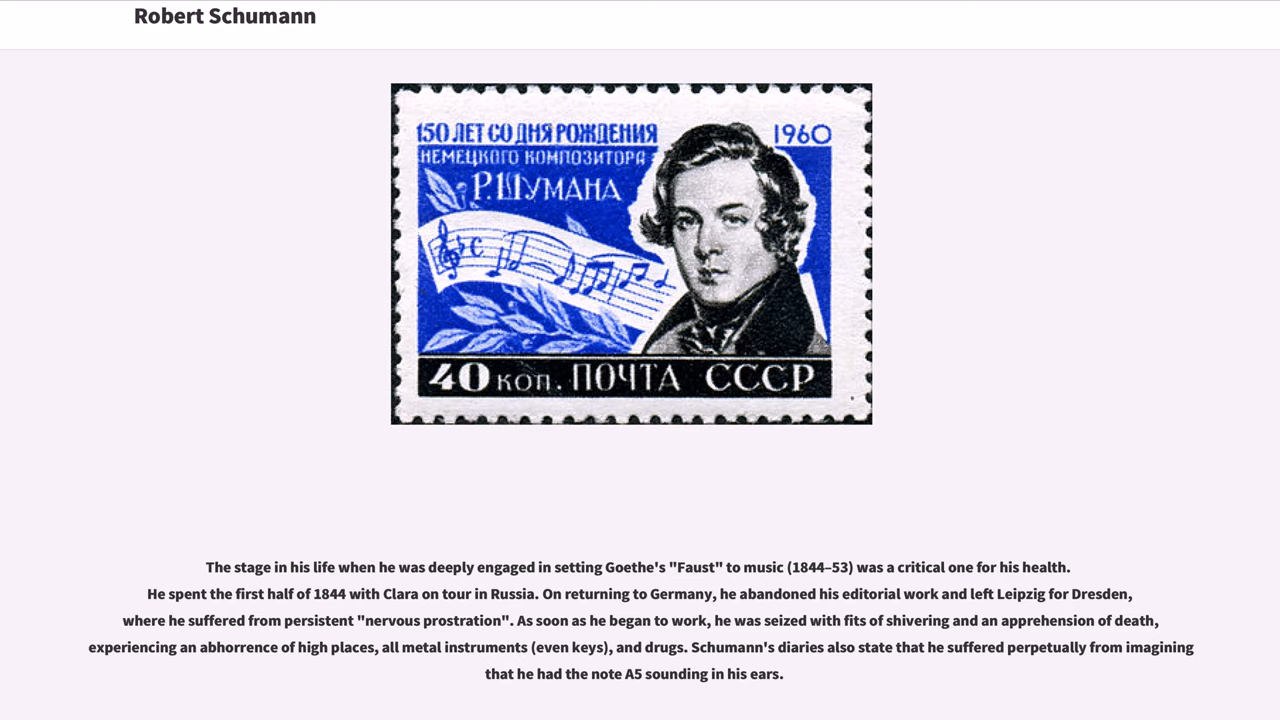 Robert Schumann
150 ЛЕТ СО ДНЯ РОЖДЕНИЯ
1960
НЕМЕЦКОГО КОМПОЗИТОРА
Р. ШУМАНА
40 коп. ПОЧТА СССР
The stage in his life when he was deeply engaged in setting Goethe's "Faust" to music (1844–53) was a critical one for his health.
He spent the first half of 1844 with Clara on tour in Russia. On returning to Germany, he abandoned his editorial work and left Leipzig for Dresden,
where he suffered from persistent "nervous prostration". As soon as he began to work, he was seized with fits of shivering and an apprehension of death,
experiencing an abhorrence of high places, all metal instruments (even keys), and drugs. Schumann's diaries also state that he suffered perpetually from imagining
that he had the note A5 sounding in his ears.